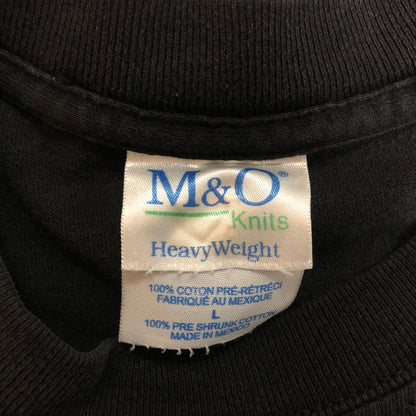 M&O®
Knits
HeavyWeight
100% COTON PRÉ-RÉTRÉCI
FABRIQUÉ AU MEXIQUE
L
100% PRE SHRUNK COTTON
MADE IN MEXICO